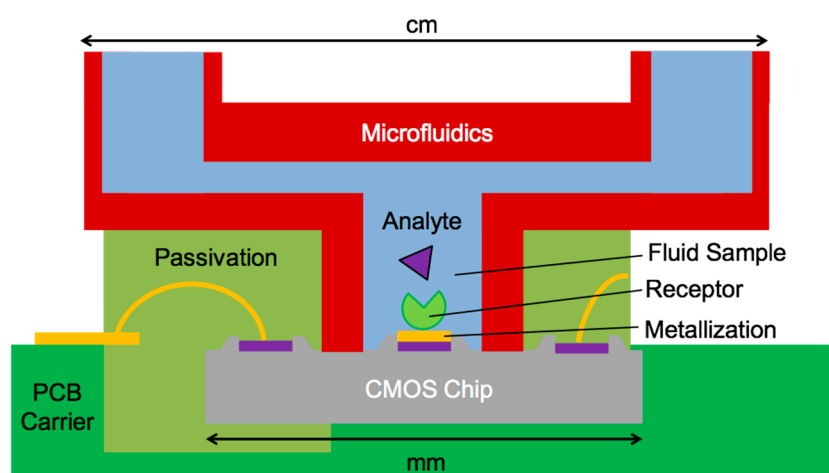 cm
Microfluidics
Analyte
Passivation
Fluid Sample
Receptor
Metallization
PCB
Carrier
CMOS Chip
mm